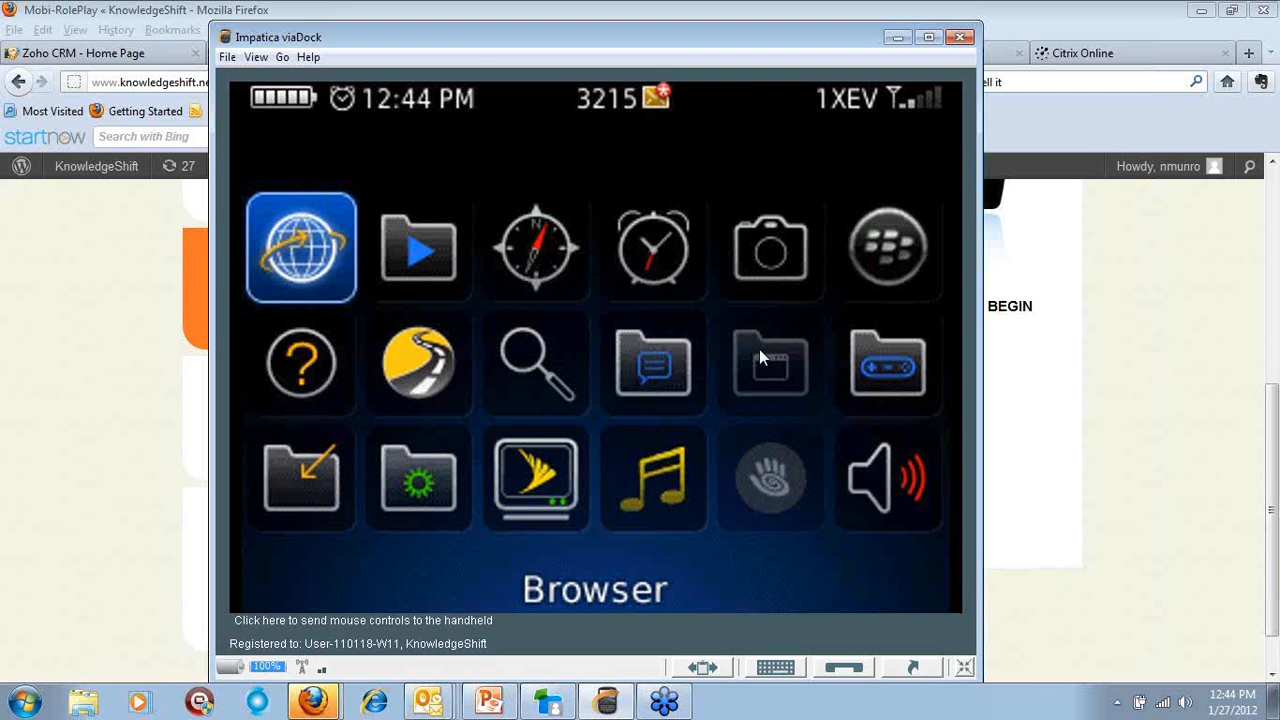 Mobi-RolePlay « KnowledgeShift - Mozilla Firefox
File Edit View History Bookmarks
Impatica viaDock
Zoho CRM - Home Page
Citrix Online
File View Go Help
www.knowledgeshift.ne
ell it
Most Visited Getting Started
startnow Search with Bing
KnowledgeShift 27
Howdy, nmunro
12:44 PM 3215 1XEV
N
BEGIN
Browser
Click here to send mouse controls to the handheld
Registered to: User-110118-W11, KnowledgeShift
100%
12:44 PM
1/27/2012